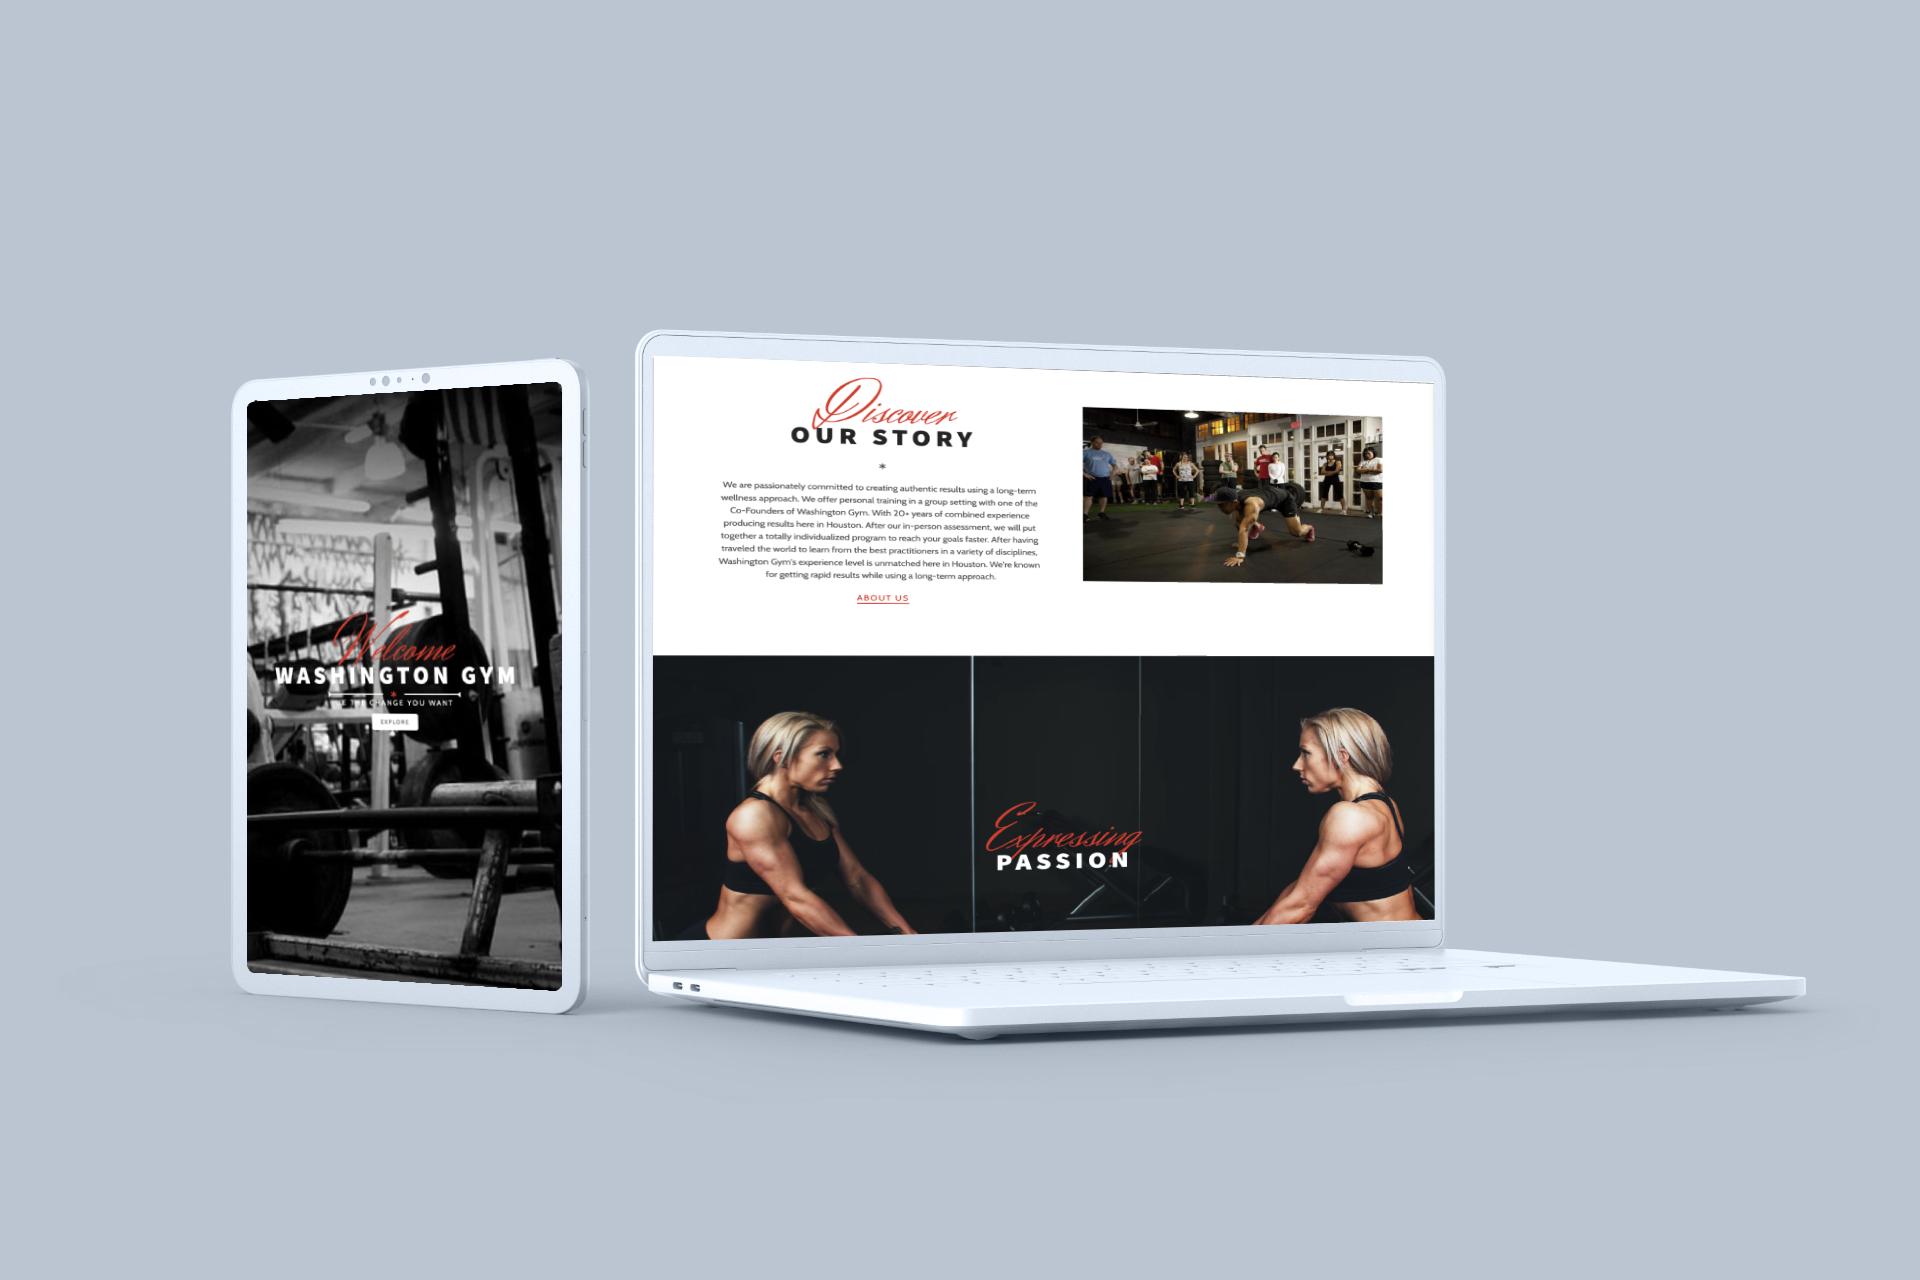 Welcome
WASHINGTON GYM
THE CHANGE YOU WANT
EXPLORE
Discover
OUR STORY
*
We are passionately committed to creating authentic results using a long-term
wellness approach. We offer personal training in a group setting with one of the
Co-Founders of Washington Gym. With 20+ years of combined experience
producing results here in Houston. After our in-person assessment, we will put
together a totally individualized program to reach your goals faster. After having
traveled the world to learn from the best practitioners in a variety of disciplines,
Washington Gym's experience level is unmatched here in Houston. We're known
for getting rapid results while using a long-term approach.
ABOUT US
Expressing
PASSION